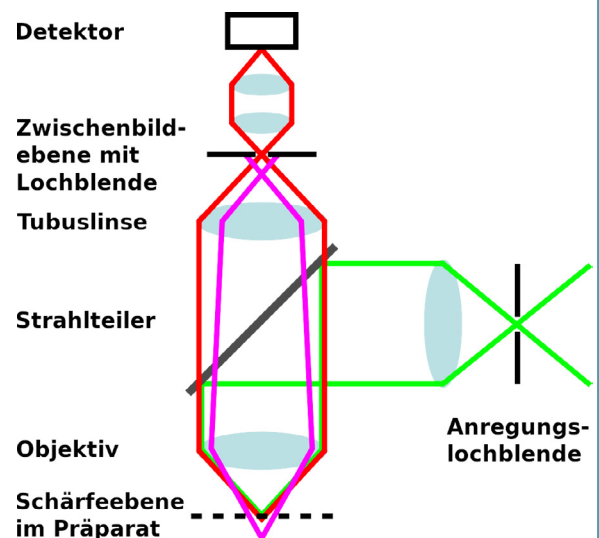 Detektor
Zwischenbild-
ebene mit
Lochblende
Tubuslinse
Strahlteiler
Anregungs-
lochblende
Objektiv
Schärfeebene
im Präparat